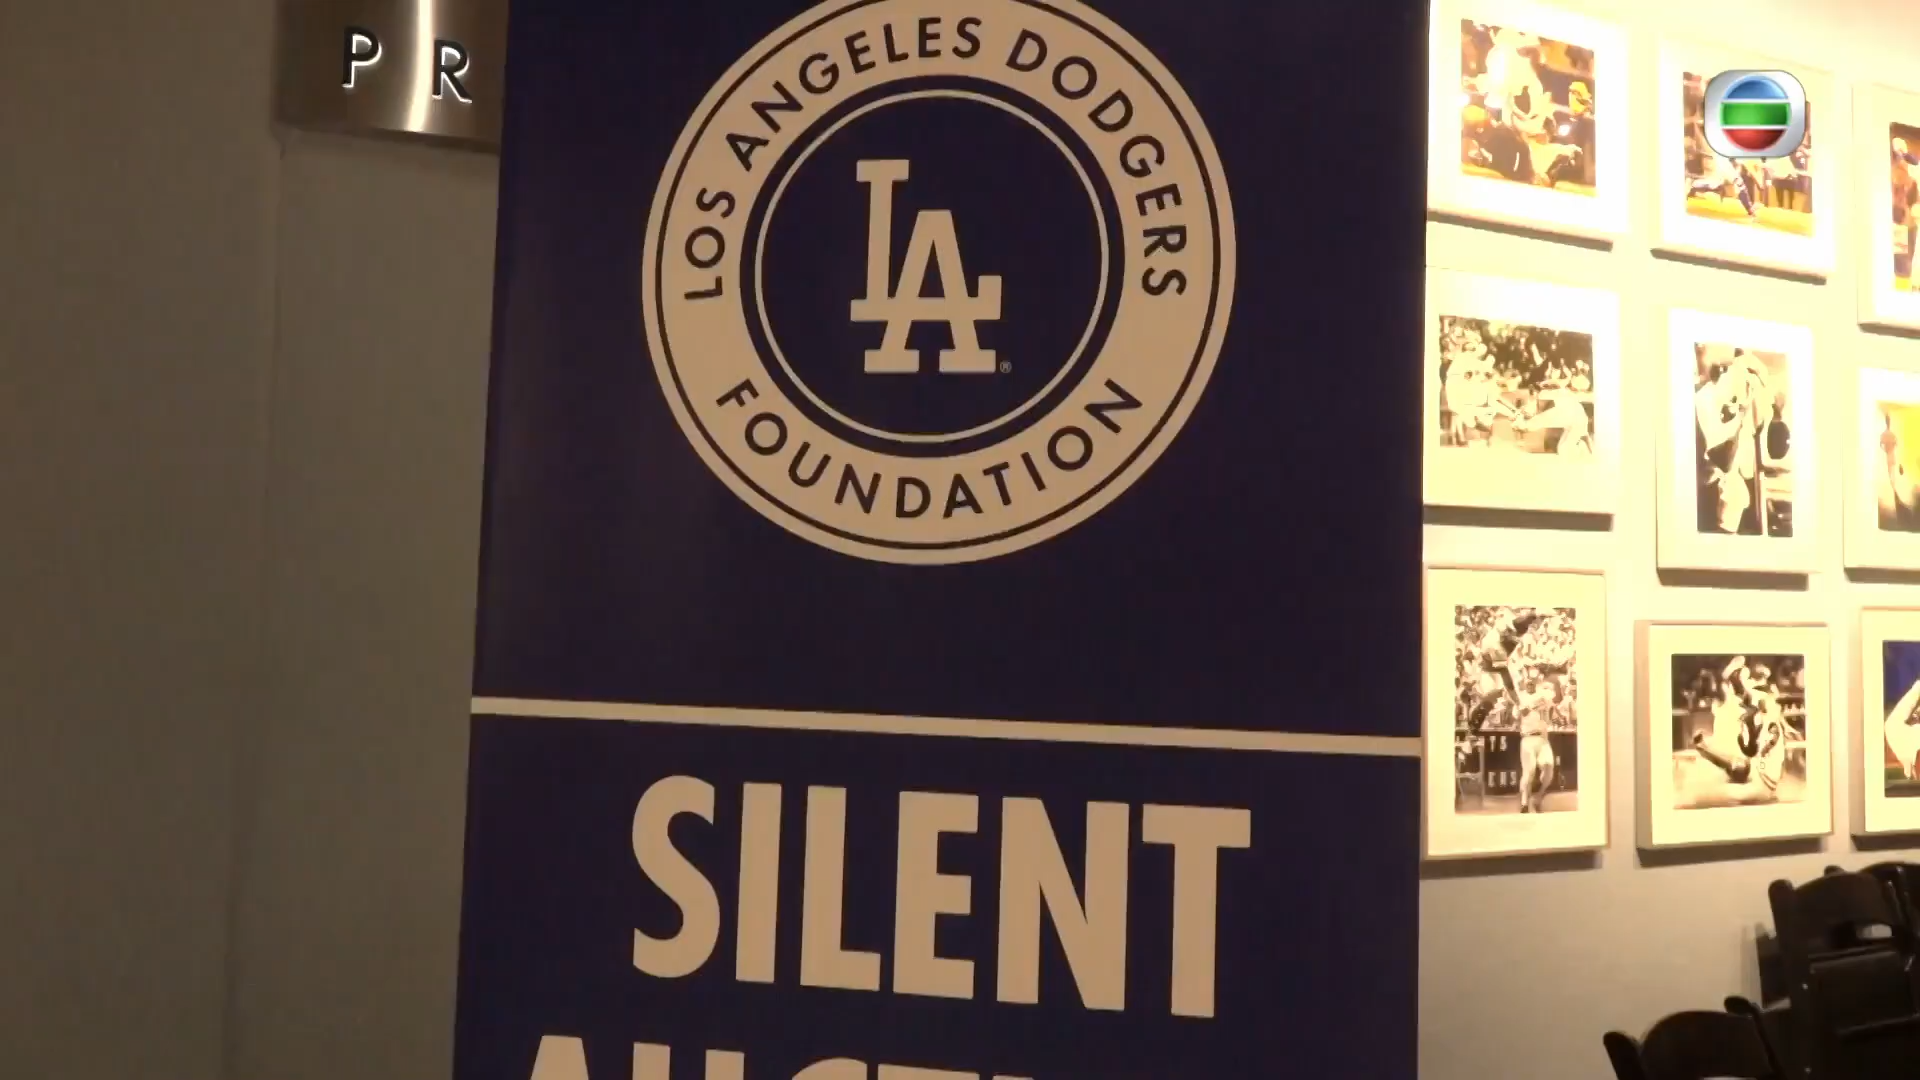 P R
LOS ANGELES DODGERS
LA
®
FOUNDATION
SILENT